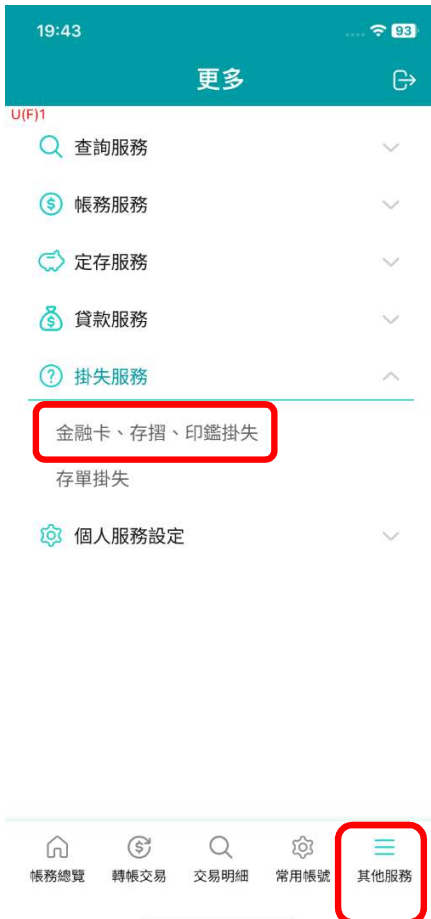 19:43
93
更多
U(F)1
查詢服務
帳務服務
定存服務
貸款服務
掛失服務
金融卡、存摺、印鑑掛失
存單掛失
個人服務設定
帳務總覽 轉帳交易 交易明細 常用帳號 其他服務